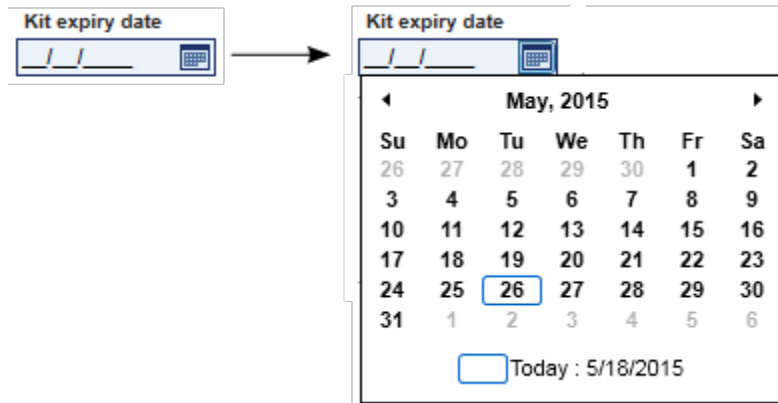 Kit expiry date
__/__/____
Kit expiry date
__/__/____
May, 2015
Su Mo Tu We Th Fr Sa
26 27 28 29 30 1 2
3 4 5 6 7 8 9
10 11 12 13 14 15 16
17 18 19 20 21 22 23
24 25 26 27 28 29 30
31 1 2 3 4 5 6
Today : 5/18/2015